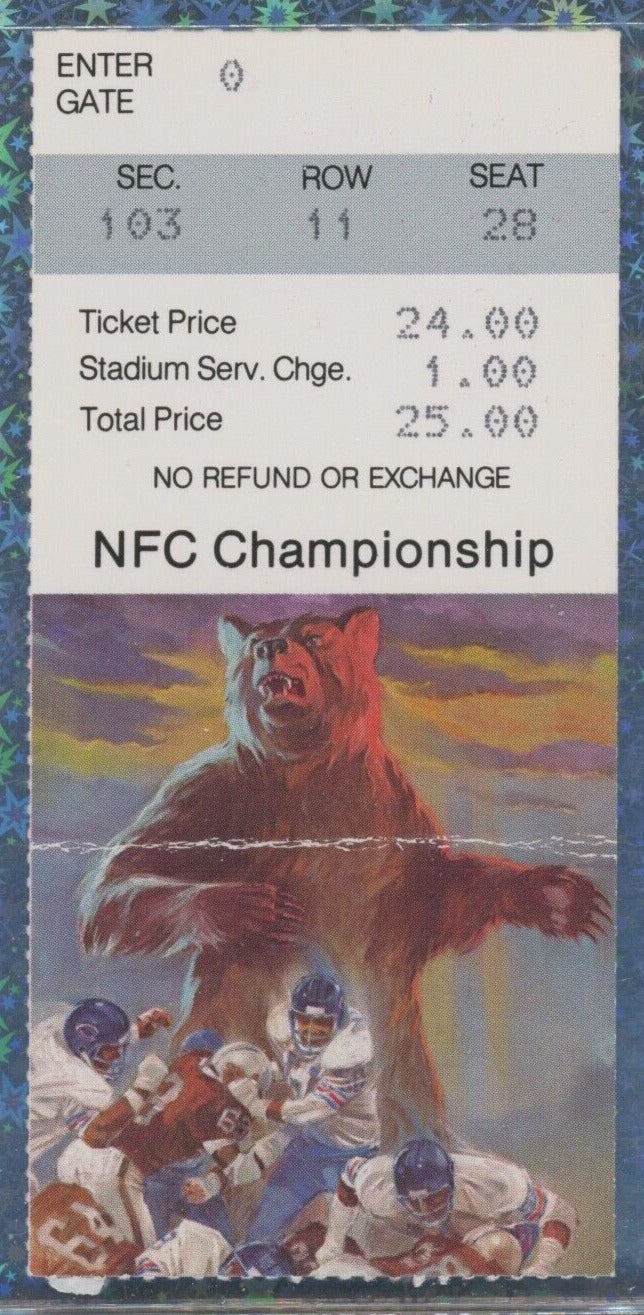 ENTER 0
GATE
SEC. ROW SEAT
103 11 28
Ticket Price 24.00
Stadium Serv. Chge. 1.00
Total Price 25.00
NO REFUND OR EXCHANGE
NFC Championship